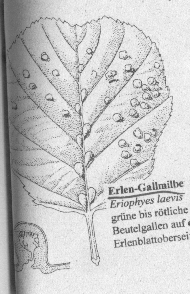 Erlen-Gallmilbe
Eriophyes laevis
grüne bis rötliche
Beutelgallen auf
Erlenblattobersei